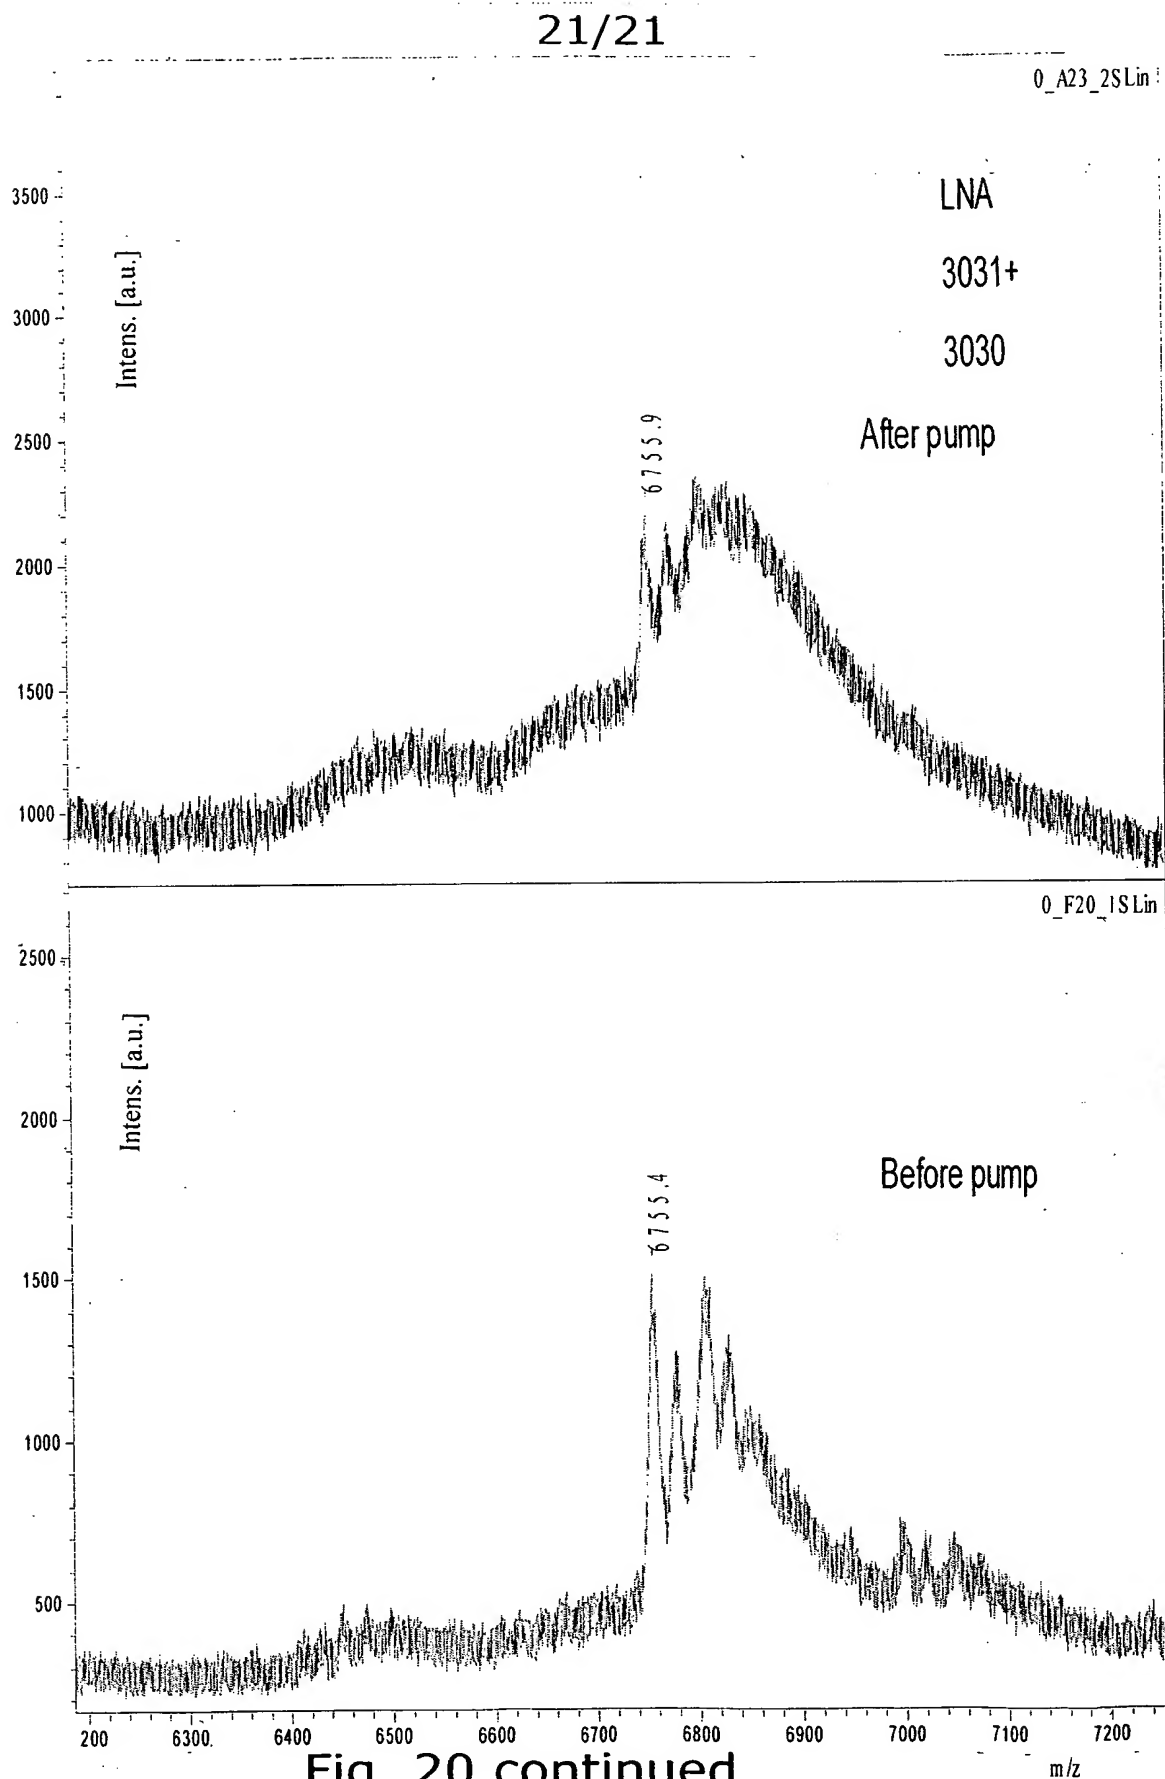 21/21
0_A23_2SLin
3500
3000
2500
2000
1500
1000
Intens. [a.u.]
LNA
3031+
3030
After pump
6755.9
0_F20_1SLin
2500
2000
1500
1000
500
Intens. [a.u.]
Before pump
6755.4
200 6300. 6400 6500 6600 6700 6800 6900 7000 7100 7200
m/z
Fig. 20 continued